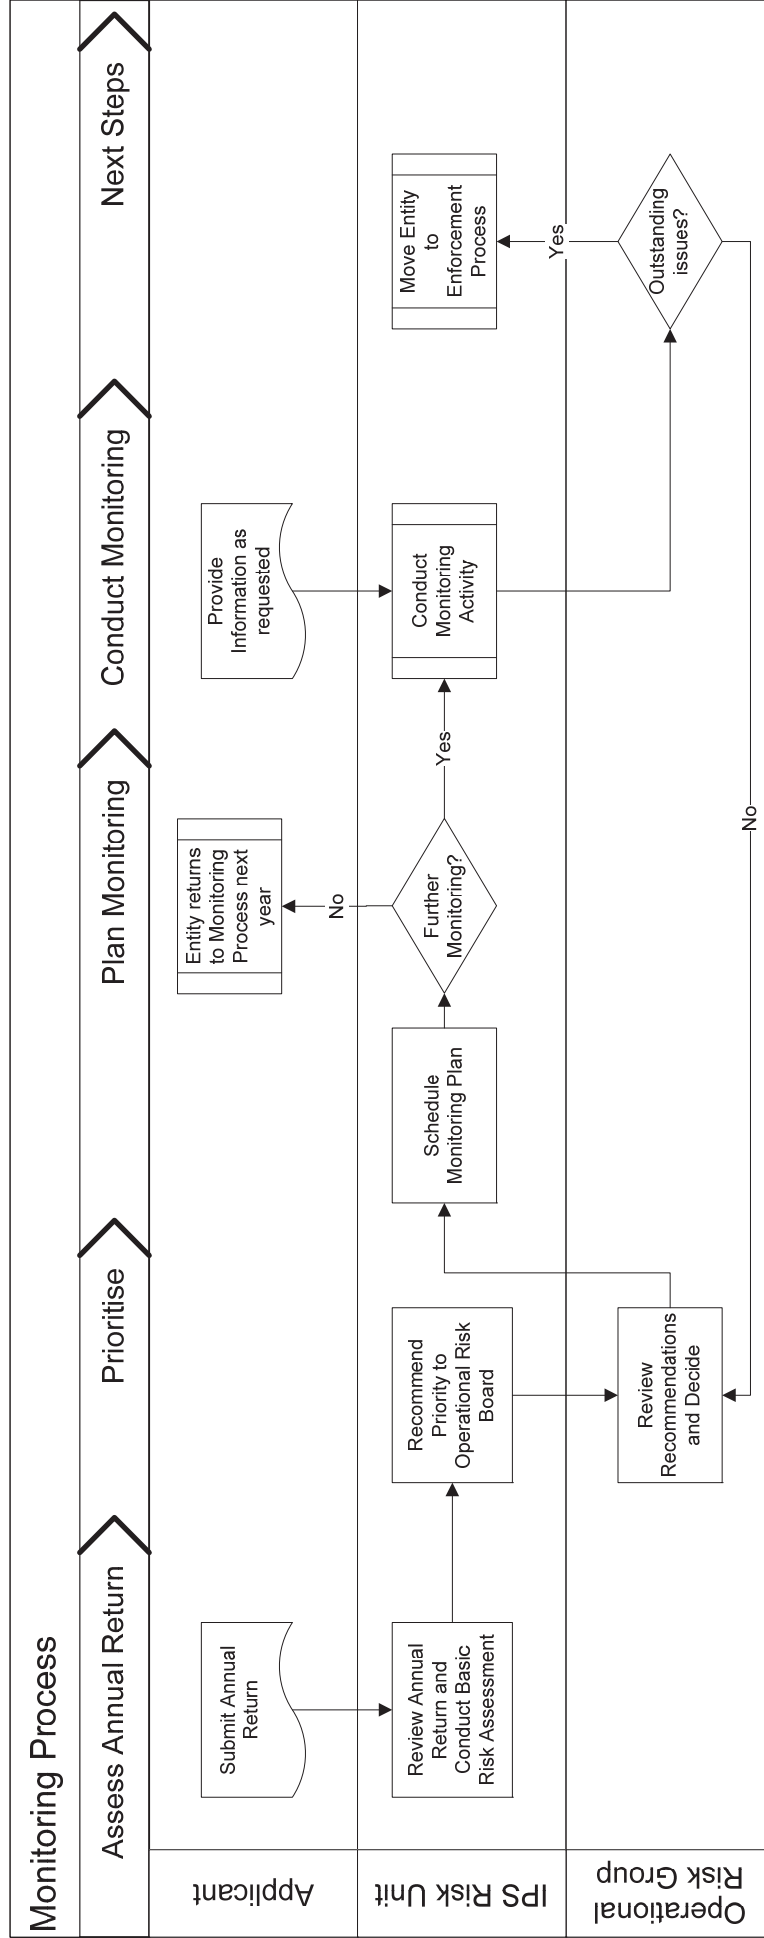 Monitoring Process
Assess Annual Return
Prioritise
Plan Monitoring
Conduct Monitoring
Next Steps
Applicant
Submit Annual
Return
Entity returns
to Monitoring
Process next
year
Provide
Information as
requested
No
IPS Risk Unit
Review Annual
Return and
Conduct Basic
Risk Assessment
Recommend
Priority to
Operational Risk
Board
Schedule
Monitoring Plan
Further
Monitoring?
Yes
Conduct
Monitoring
Activity
Move Entity
to
Enforcement
Process
Yes
Operational
Risk Group
Review
Recommendations
and Decide
Outstanding
issues?
No